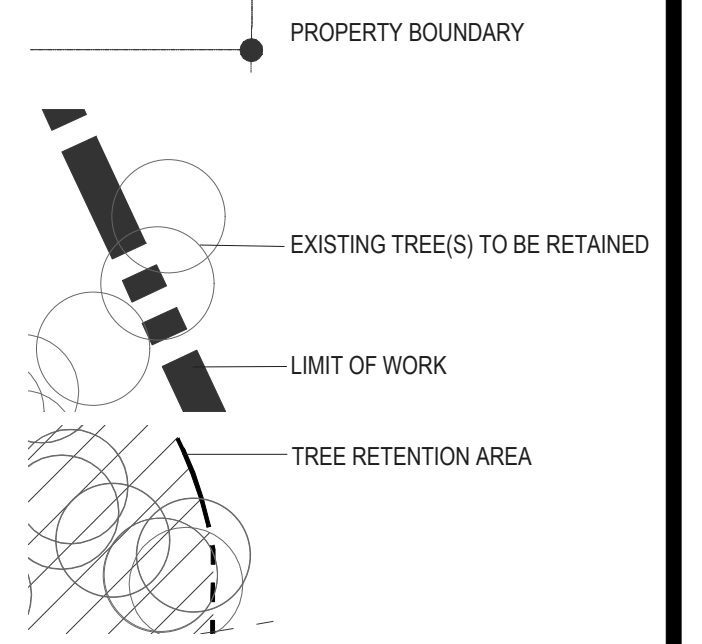 PROPERTY BOUNDARY
EXISTING TREE(S) TO BE RETAINED
LIMIT OF WORK
TREE RETENTION AREA